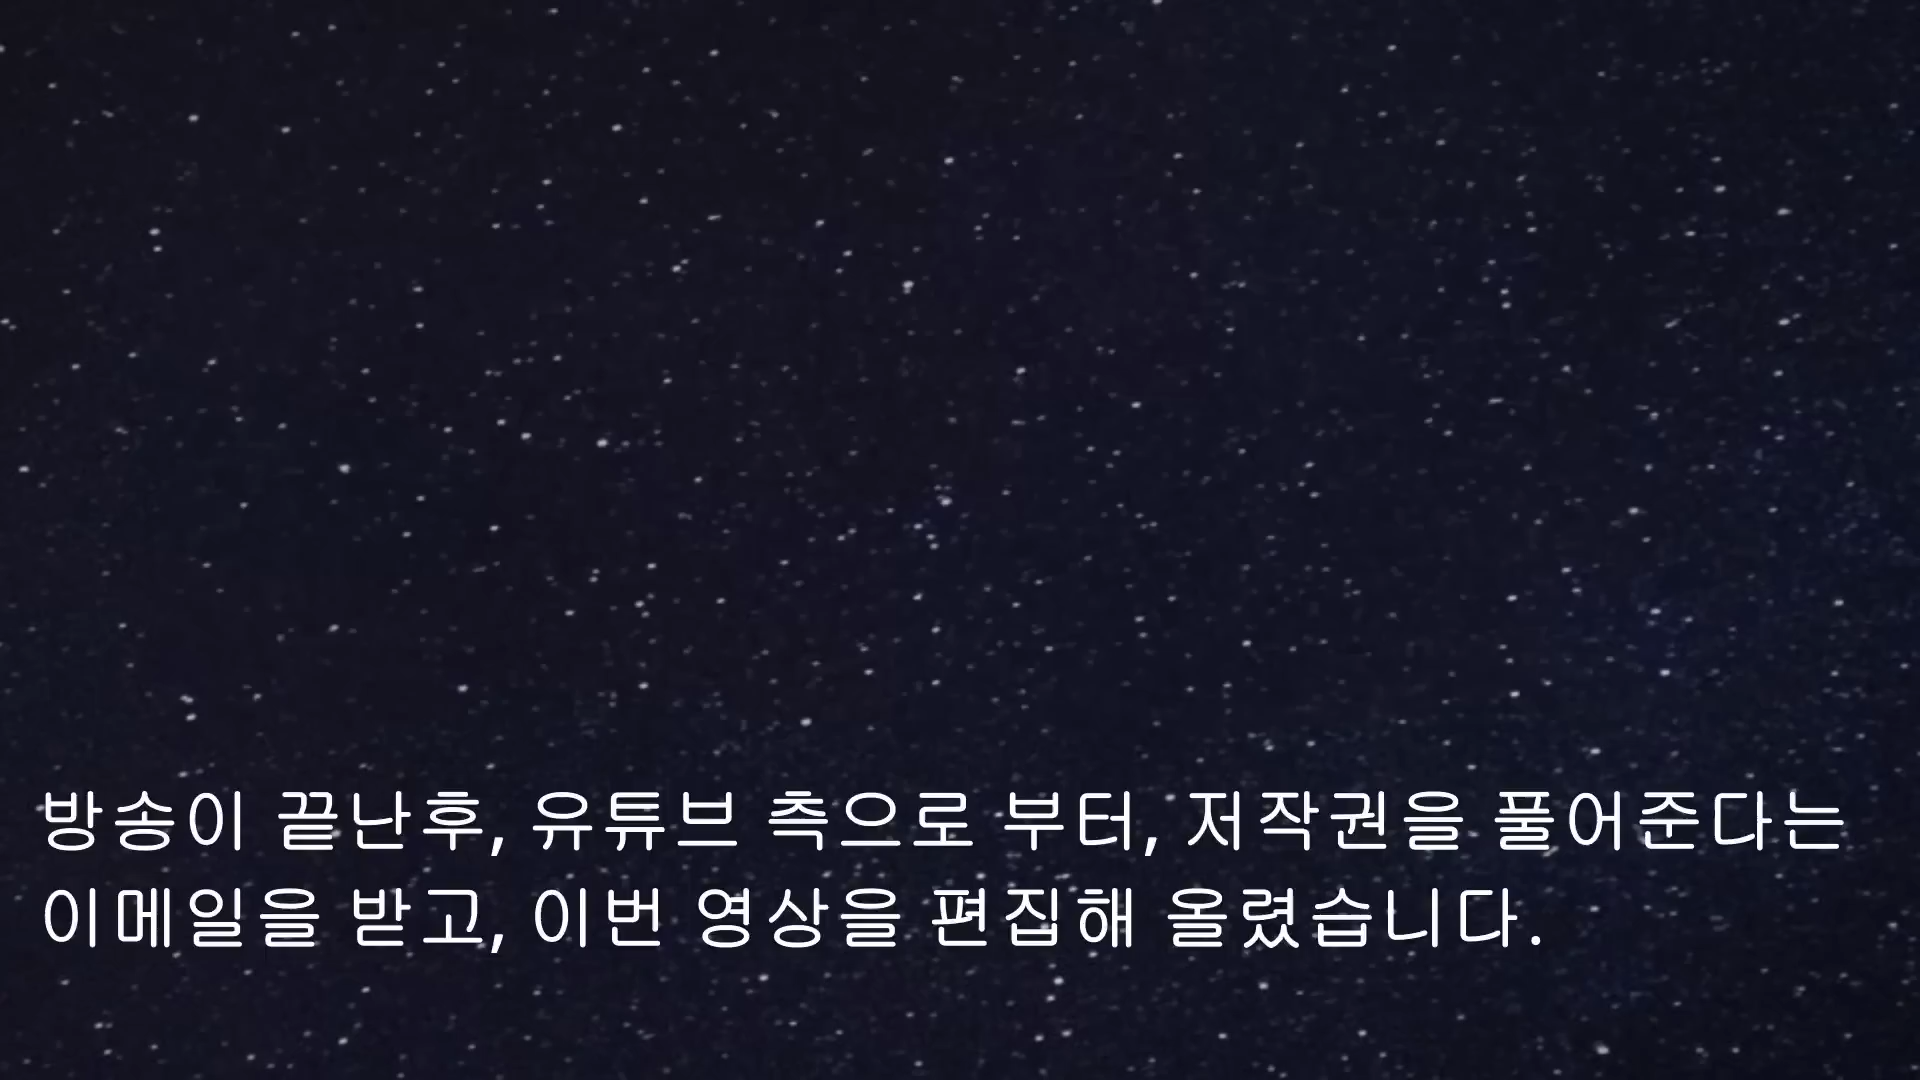 방송이 끝난후, 유튜브 측으로 부터, 저작권을 풀어준다는
이메일을 받고, 이번 영상을 편집해 올렸습니다.